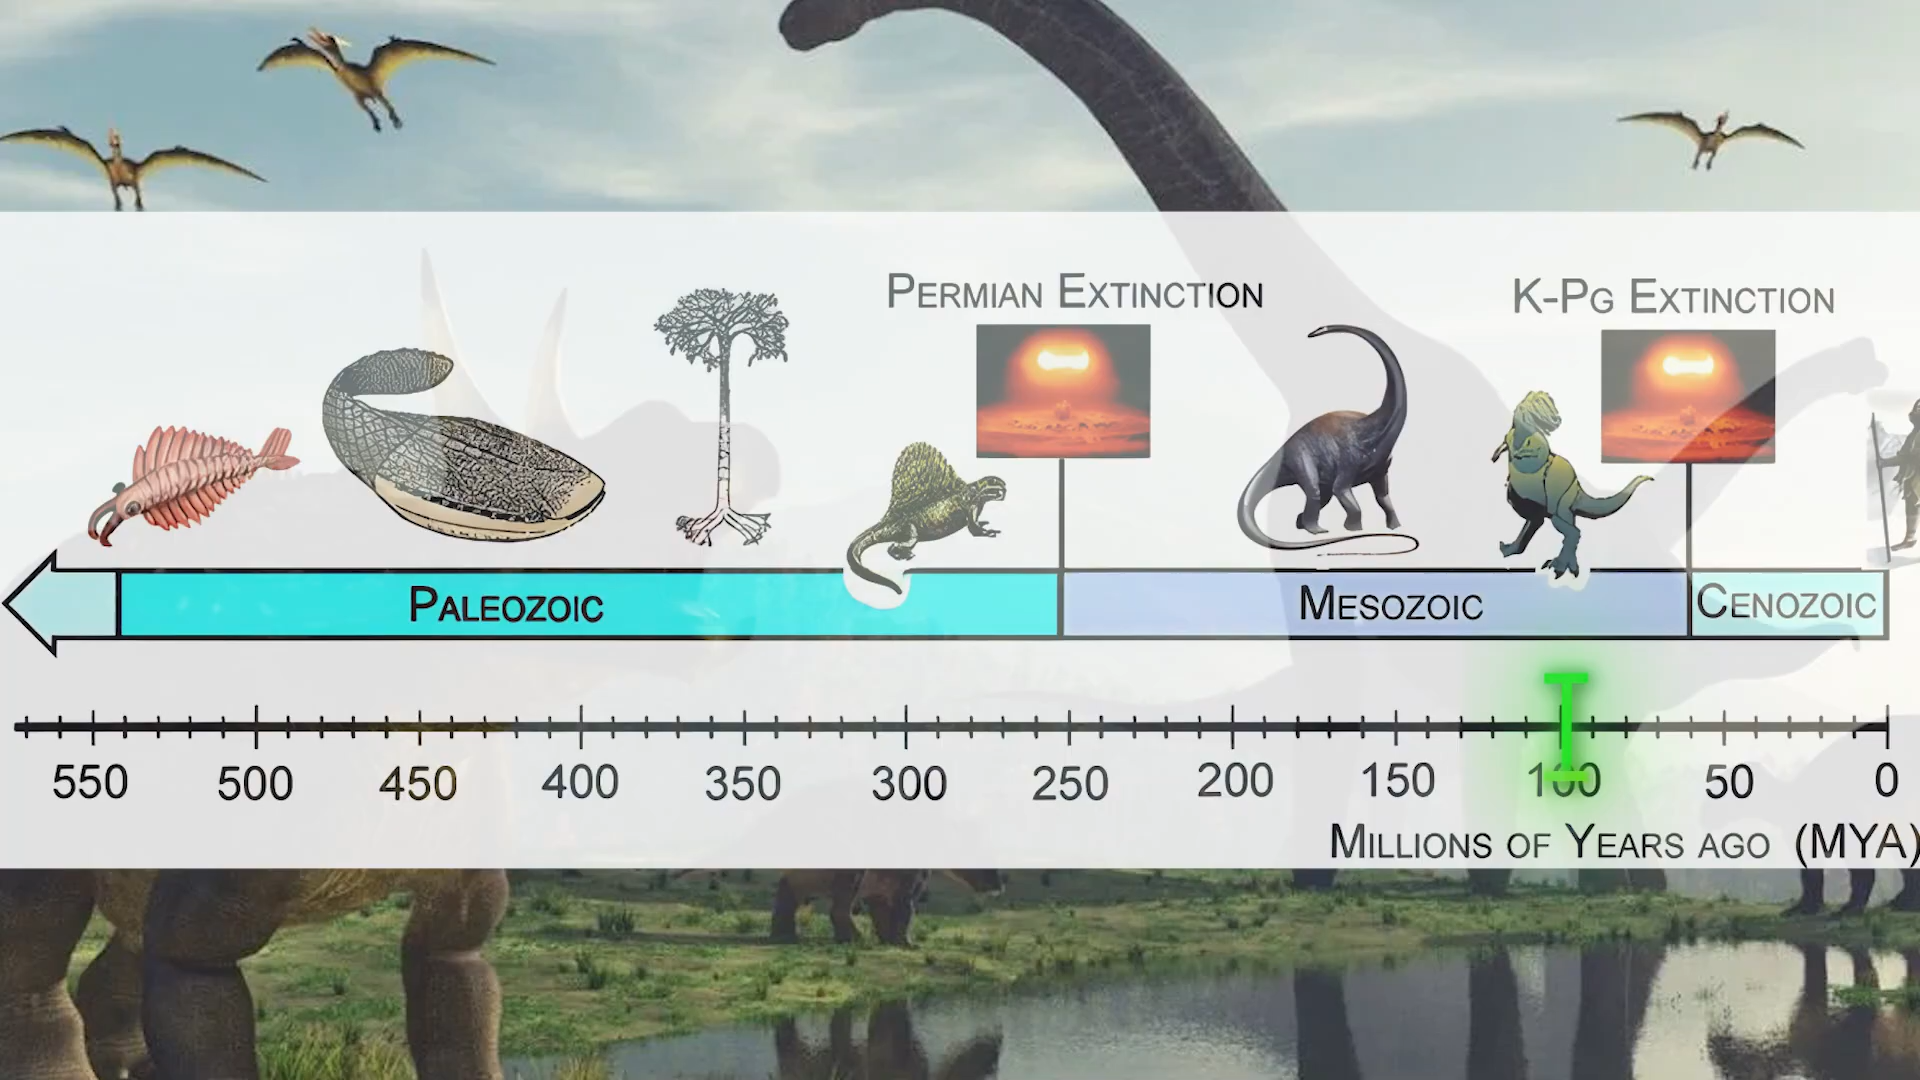 PERMIAN EXTINCTION
K-PG EXTINCTION
PALEOZOIC
MESOZOIC
CENOZOIC
550 500 450 400 350 300 250 200 150 100 50 0
MILLIONS OF YEARS AGO (MYA)